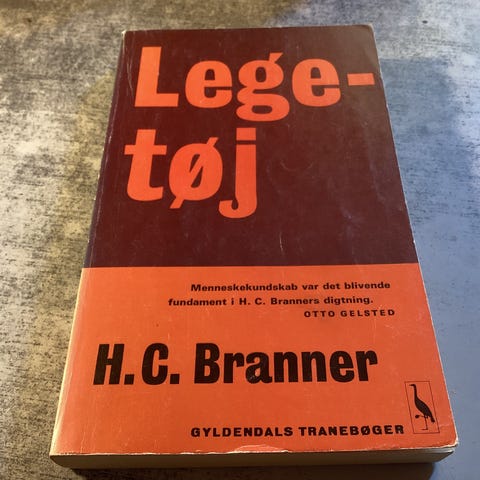 Lege-
tøj
Menneskekundskab var det blivende
fundament i H. C. Branners digtning.
OTTO GELSTED
H.C. Branner
GYLDENDALS TRANEBØGER